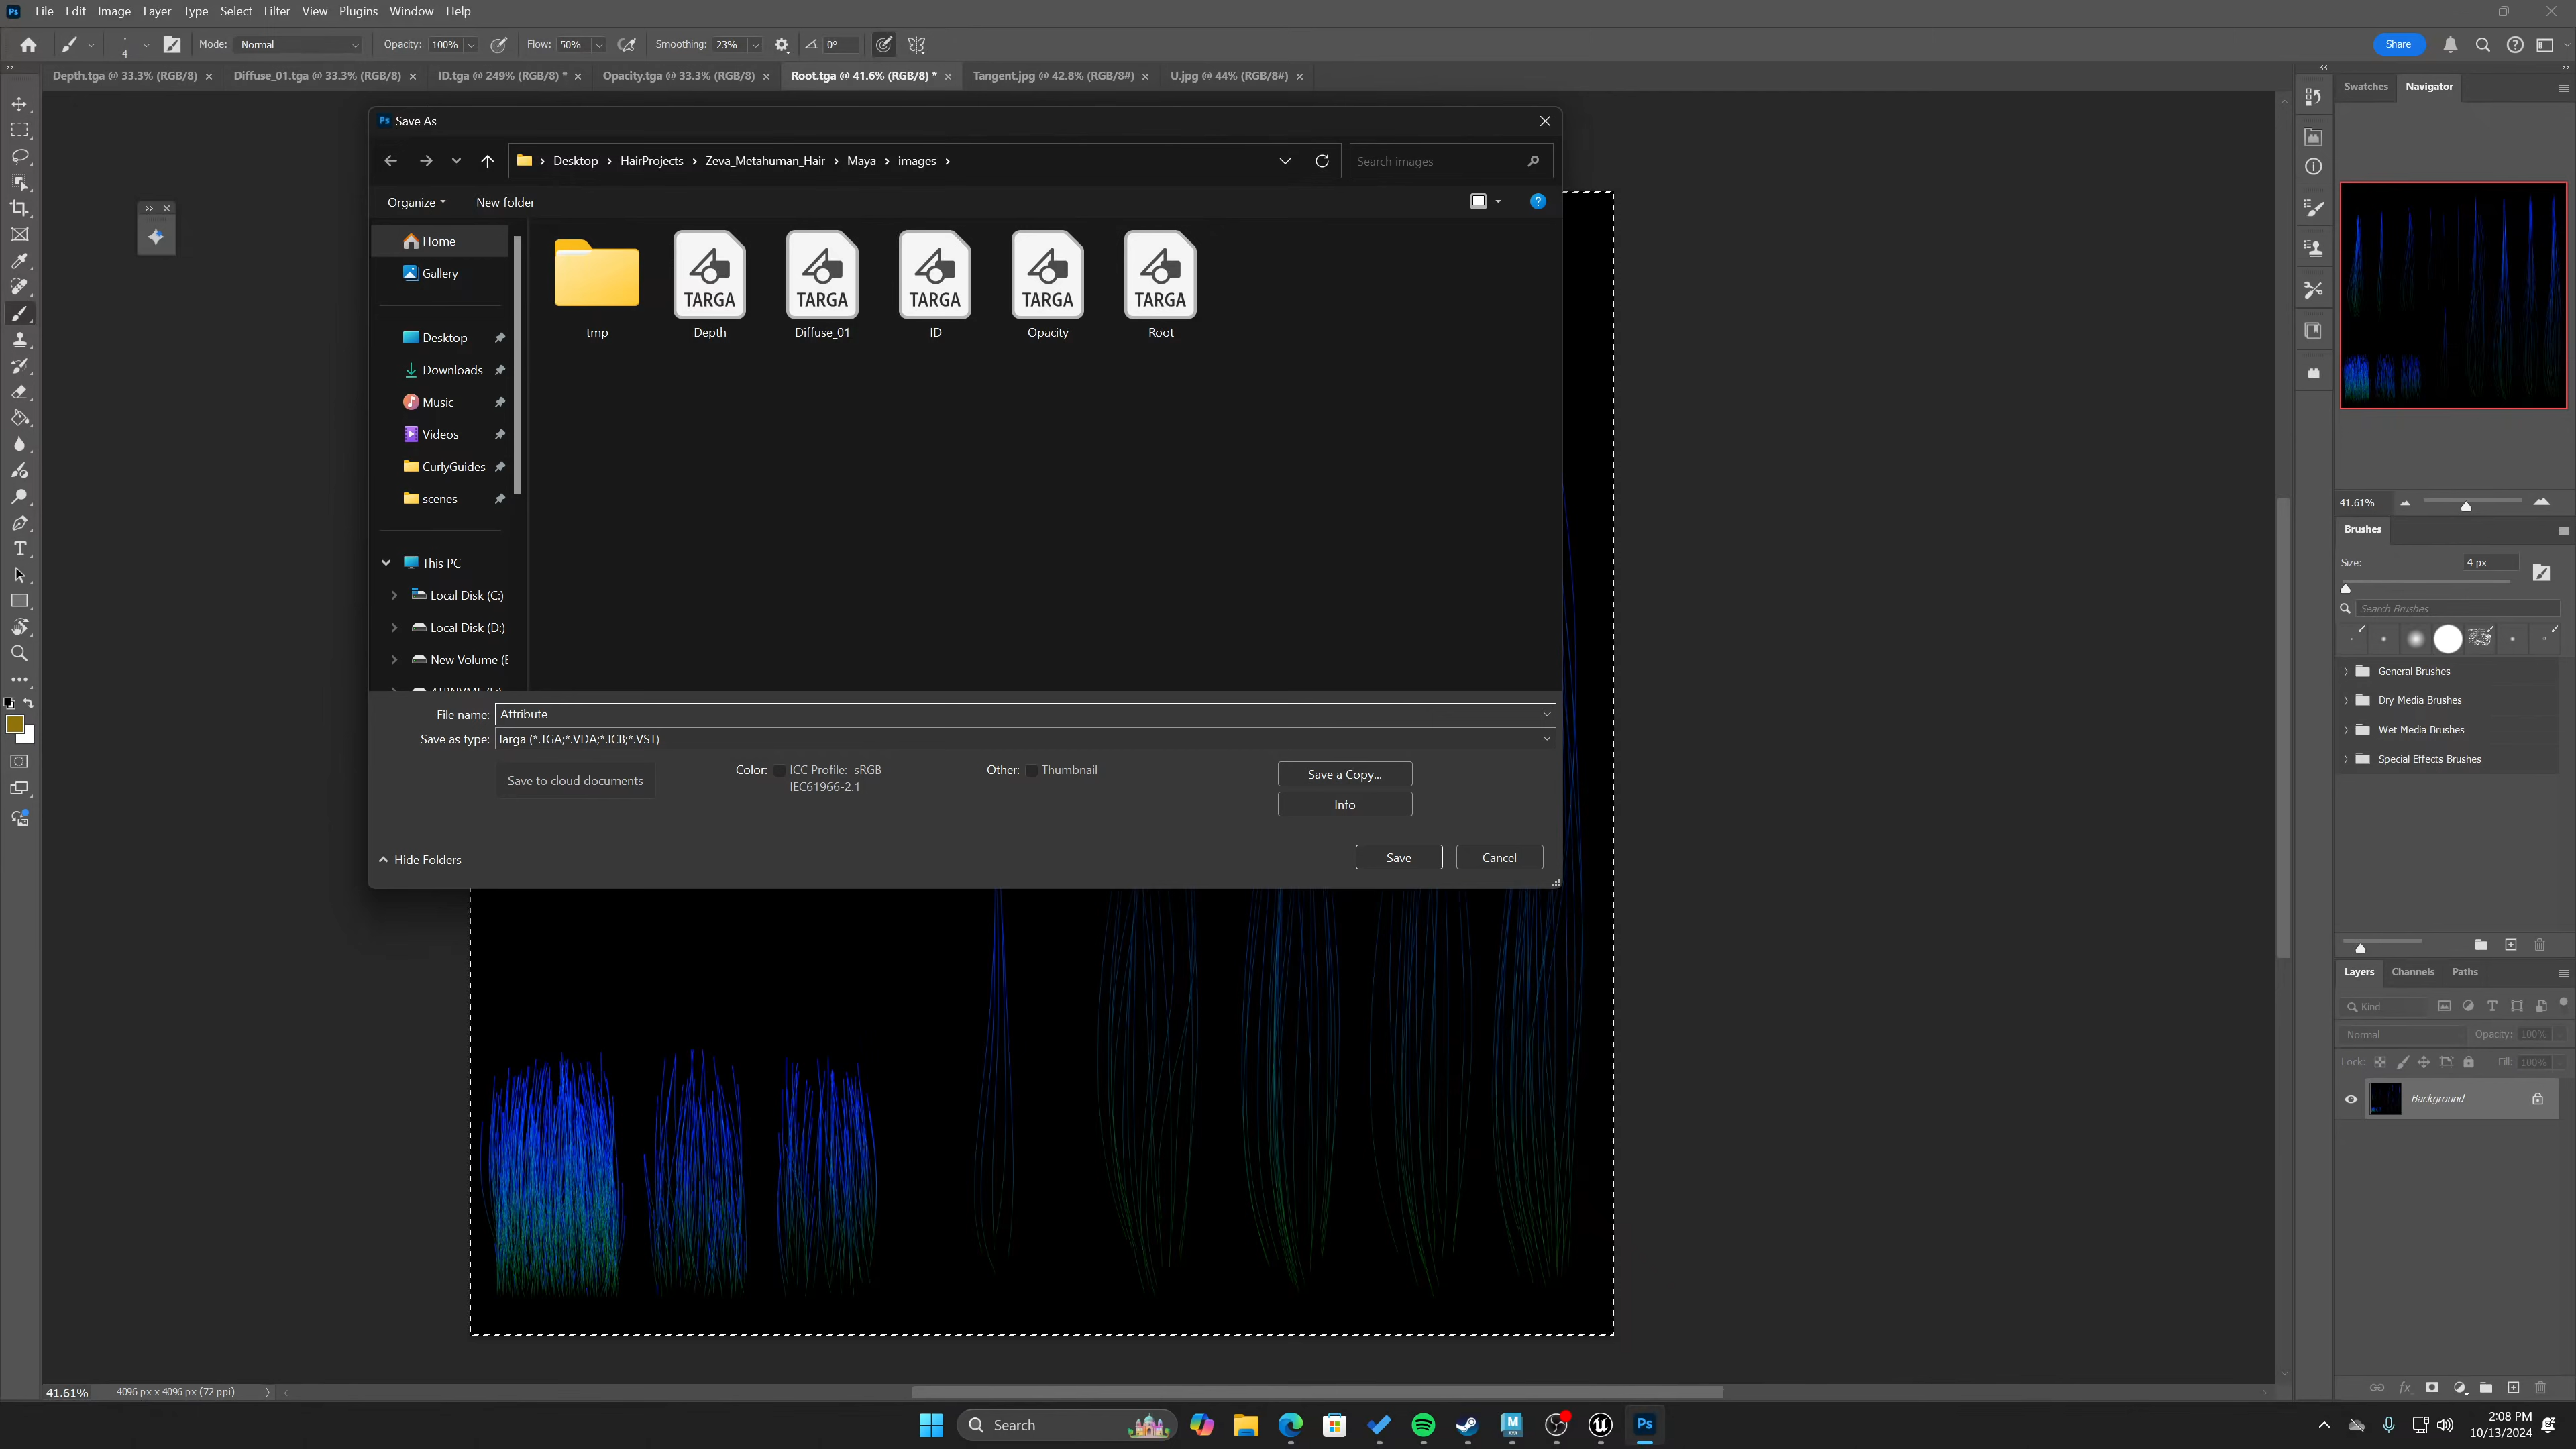 Ps File Edit Image Layer Type Select Filter View Plugins Window Help
4 Mode: Normal Opacity: 100% Flow: 50% Smoothing: 23% 0° Share
Depth.tga @ 33.3% (RGB/8) Diffuse_01.tga @ 33.3% (RGB/8) ID.tga @ 249% (RGB/8) * Opacity.tga @ 33.3% (RGB/8) Root.tga @ 41.6% (RGB/8) * Tangent.jpg @ 42.8% (RGB/8#) U.jpg @ 44% (RGB/8#)
Swatches Navigator
Ps Save As
Desktop HairProjects Zeva_Metahuman_Hair Maya images Search images
Organize New folder
Home
Gallery
Desktop
Downloads
Music
Videos
CurlyGuides
scenes
This PC
Local Disk (C:)
Local Disk (D:)
New Volume (E
TARGA TARGA TARGA TARGA TARGA
tmp Depth Diffuse_01 ID Opacity Root
File name: Attribute
Save as type: Targa (*.TGA;*.VDA;*.ICB;*.VST)
Save to cloud documents
Color: ICC Profile: sRGB
IEC61966-2.1
Other: Thumbnail
Save a Copy...
Info
Hide Folders
Save Cancel
41.61%
Brushes
Size: 4 px
Search Brushes
General Brushes
Dry Media Brushes
Wet Media Brushes
Special Effects Brushes
Layers Channels Paths
Kind
Normal Opacity: 100%
Lock: Fill: 100%
Background
41.61% 4096 px x 4096 px (72 ppi)
Search
M
Ps
2:08 PM
10/13/2024